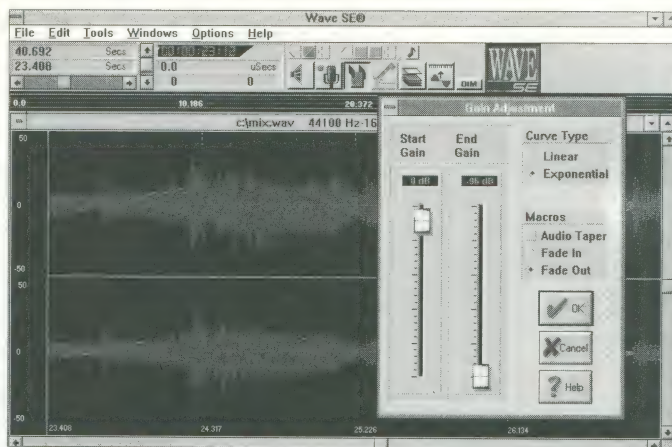 Wave SE®
File Edit Tools Windows Options Help
40.692 Secs
23.408 Secs 0.0 uSecs
0 0
DIM
WAVE SE
0.0 10.186 20.372
Gain Adjustment
c:\mix.wav 44100 Hz-16
Start Gain
End Gain
0 dB
-96 dB
Curve Type
Linear
Exponential
Macros
Audio Taper
Fade In
Fade Out
OK
Cancel
Help
50
0
-50
50
0
-50
23.408 24.317 25.226 26.134